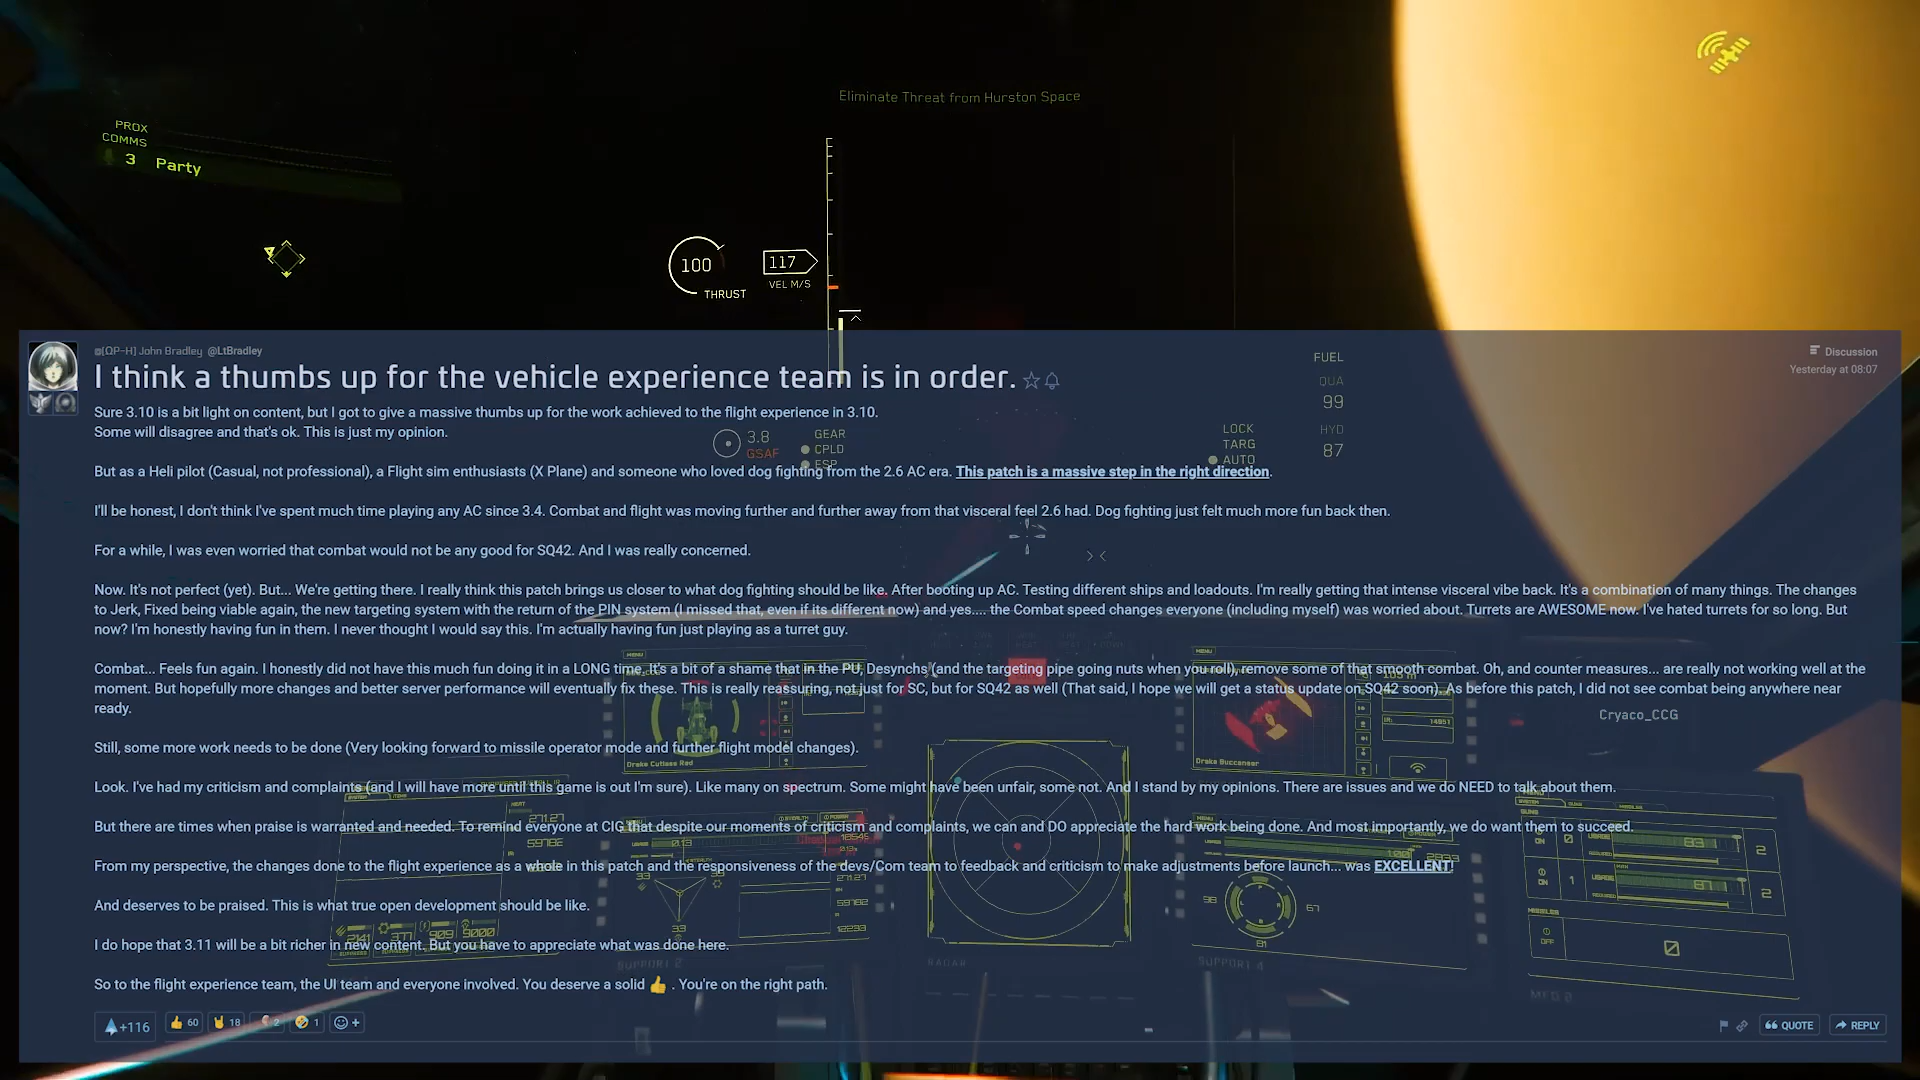 Eliminate Threat from Hurston Space
PROX
COMMS
3 Party
100
THRUST
117
VEL M/S
[QP-H] John Bradley @LtBradley
Discussion
Yesterday at 08:07
I think a thumbs up for the vehicle experience team is in order.
FUEL
QUA
99
HYD
87
Sure 3.10 is a bit light on content, but I got to give a massive thumbs up for the work achieved to the flight experience in 3.10.
Some will disagree and that's ok. This is just my opinion.
3.8
GSAF
GEAR
CPLD
ESP
LOCK
TARG
AUTO
But as a Heli pilot (Casual, not professional), a Flight sim enthusiasts (X Plane) and someone who loved dog fighting from the 2.6 AC era. This patch is a massive step in the right direction.
I'll be honest, I don't think I've spent much time playing any AC since 3.4. Combat and flight was moving further and further away from that visceral feel 2.6 had. Dog fighting just felt much more fun back then.
For a while, I was even worried that combat would not be any good for SQ42. And I was really concerned.
Now. It's not perfect (yet). But... We're getting there. I really think this patch brings us closer to what dog fighting should be like. After booting up AC. Testing different ships and loadouts. I'm really getting that intense visceral vibe back. It's a combination of many things. The changes
to Jerk, Fixed being viable again, the new targeting system with the return of the PIN system (I missed that, even if its different now) and yes.... the Combat speed changes everyone (including myself) was worried about. Turrets are AWESOME now. I've hated turrets for so long. But
now? I'm honestly having fun in them. I never thought I would say this. I'm actually having fun just playing as a turret guy.
Combat... Feels fun again. I honestly did not have this much fun doing it in a LONG time. It's a bit of a shame that in the PU, Desynchs (and the targeting pipe going nuts when you roll), remove some of that smooth combat. Oh, and counter measures... are really not working well at the
moment. But hopefully more changes and better server performance will eventually fix these. This is really reassuring, not just for SC, but for SQ42 as well (That said, I hope we will get a status update on SQ42 soon). As before this patch, I did not see combat being anywhere near
ready.
Cryaco_CCG
Still, some more work needs to be done (Very looking forward to missile operator mode and further flight model changes).
Drake Cutlass Red
Drake Buccaneer
Look. I've had my criticism and complaints (and I will have more until this game is out I'm sure). Like many on spectrum. Some might have been unfair, some not. And I stand by my opinions. There are issues and we do NEED to talk about them.
But there are times when praise is warranted and needed. To remind everyone at CIG that despite our moments of criticism and complaints, we can and DO appreciate the hard work being done. And most importantly, we do want them to succeed.
From my perspective, the changes done to the flight experience as a whole in this patch and the responsiveness of the devs/Com team to feedback and criticism to make adjustments before launch... was EXCELLENT!
And deserves to be praised. This is what true open development should be like.
I do hope that 3.11 will be a bit richer in new content. But you have to appreciate what was done here.
SUPPORT 2
RADAR
SUPPORT 4
So to the flight experience team, the UI team and everyone involved. You deserve a solid 👍 . You're on the right path.
+116
60
18
2
1
QUOTE
REPLY